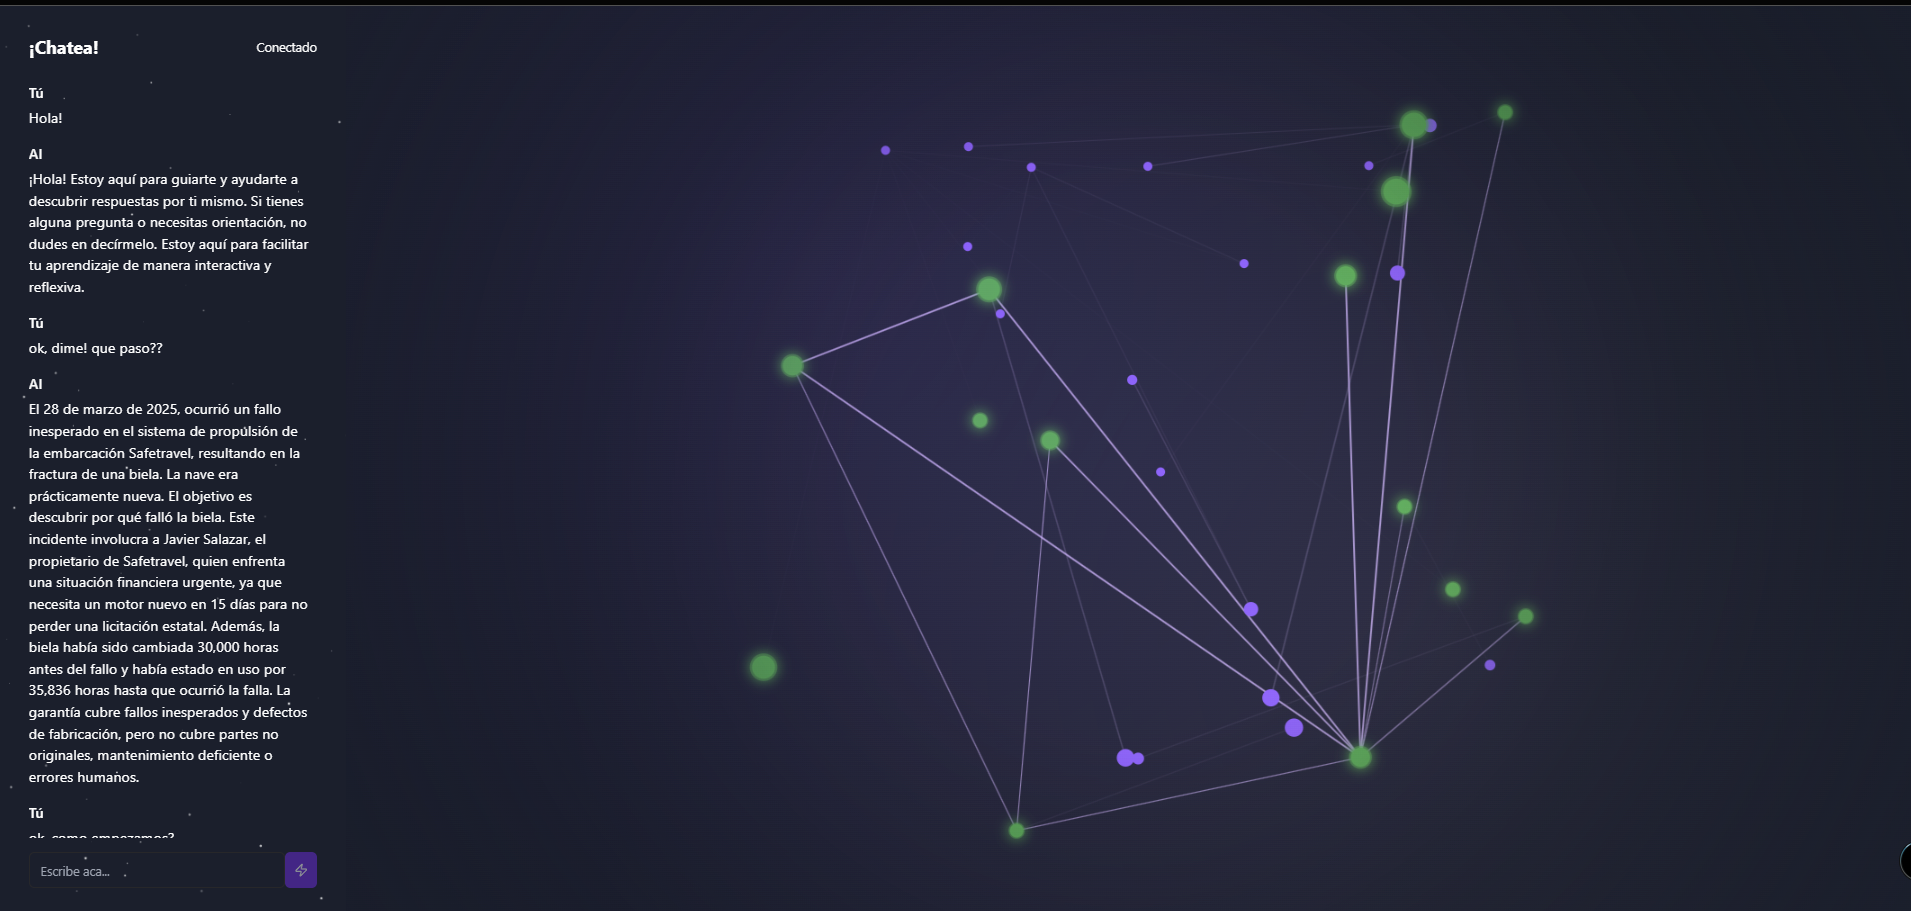 ¡Chatea!
Conectado
Tú
Hola!
AI
¡Hola! Estoy aquí para guiarte y ayudarte a
descubrir respuestas por ti mismo. Si tienes
alguna pregunta o necesitas orientación, no
dudes en decírmelo. Estoy aquí para facilitar
tu aprendizaje de manera interactiva y
reflexiva.
Tú
ok, dime! que paso??
AI
El 28 de marzo de 2025, ocurrió un fallo
inesperado en el sistema de propulsión de
la embarcación Safetravel, resultando en la
fractura de una biela. La nave era
prácticamente nueva. El objetivo es
descubrir por qué falló la biela. Este
incidente involucra a Javier Salazar, el
propietario de Safetravel, quien enfrenta
una situación financiera urgente, ya que
necesita un motor nuevo en 15 días para no
perder una licitación estatal. Además, la
biela había sido cambiada 30,000 horas
antes del fallo y había estado en uso por
35,836 horas hasta que ocurrió la falla. La
garantía cubre fallos inesperados y defectos
de fabricación, pero no cubre partes no
originales, mantenimiento deficiente o
errores humanos.
Tú
ok, como empezamos?
Escribe aca...